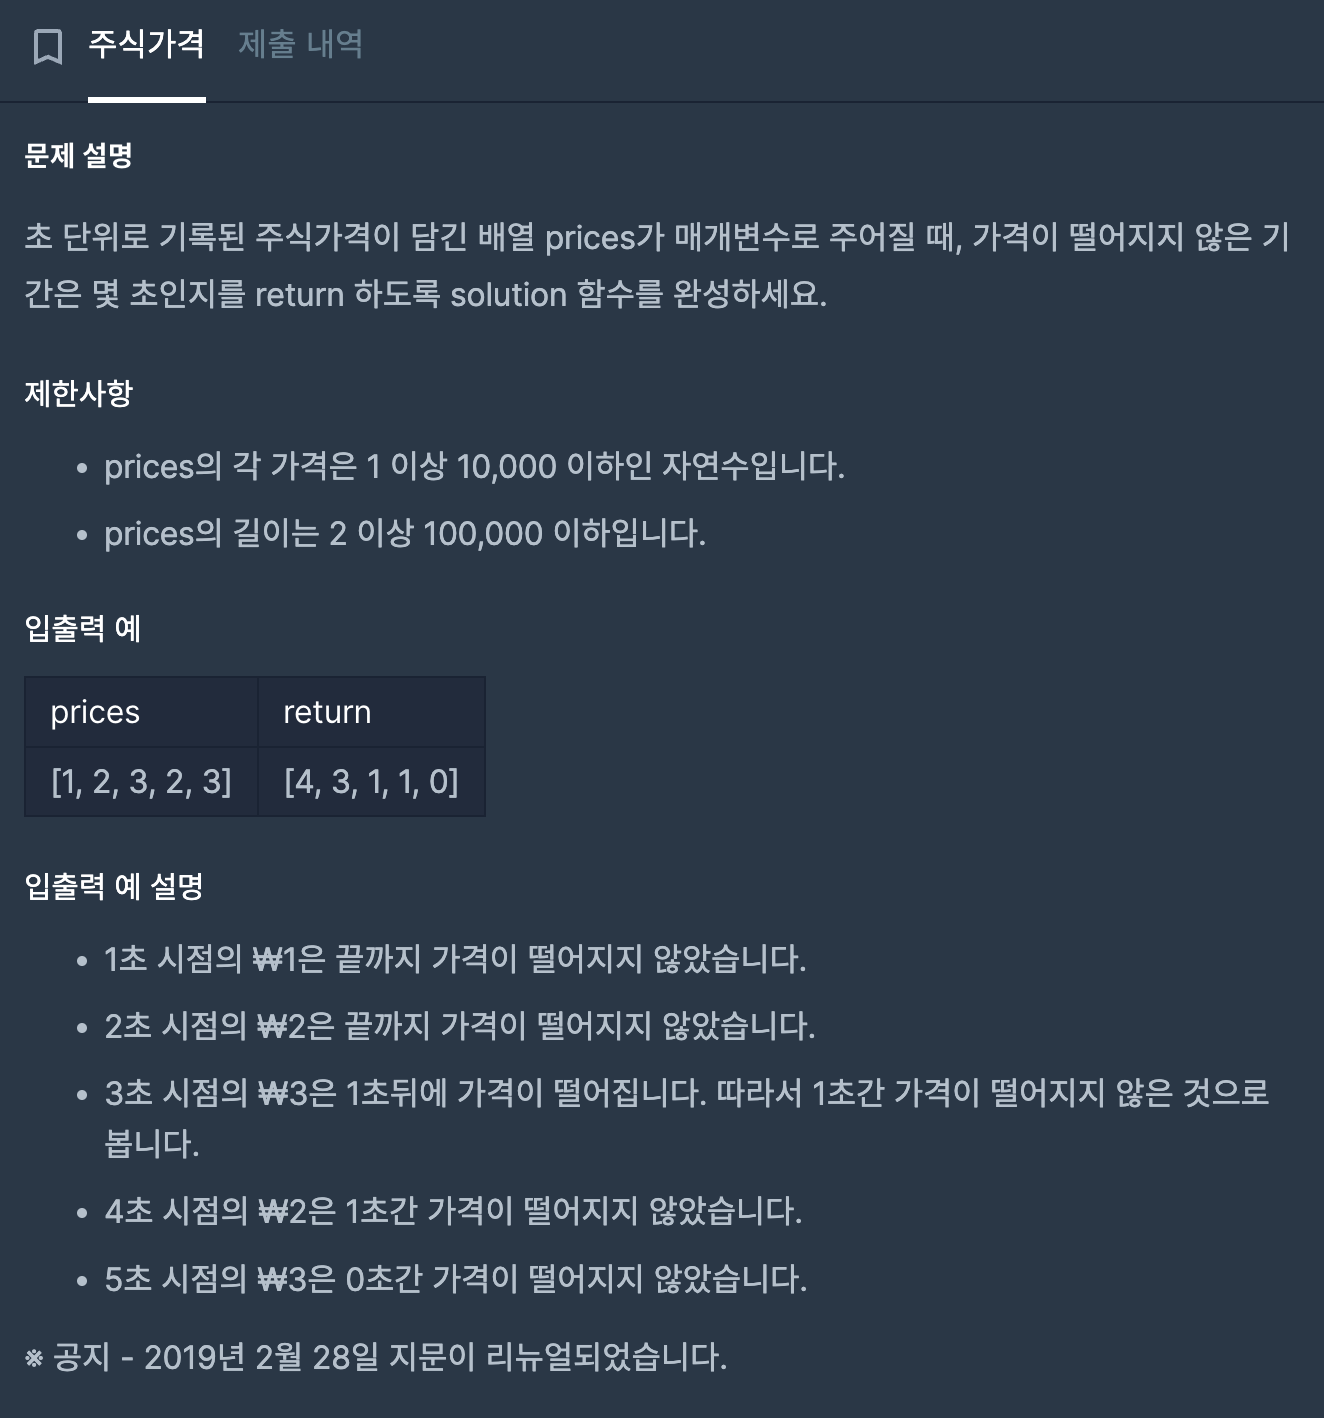 주식가격 제출 내역
문제 설명
초 단위로 기록된 주식가격이 담긴 배열 prices가 매개변수로 주어질 때, 가격이 떨어지지 않은 기
간은 몇 초인지를 return 하도록 solution 함수를 완성하세요.
제한사항
• prices의 각 가격은 1 이상 10,000 이하인 자연수입니다.
• prices의 길이는 2 이상 100,000 이하입니다.
입출력 예
prices return
[1, 2, 3, 2, 3] [4, 3, 1, 1, 0]
입출력 예 설명
• 1초 시점의 ₩1은 끝까지 가격이 떨어지지 않았습니다.
• 2초 시점의 ₩2은 끝까지 가격이 떨어지지 않았습니다.
• 3초 시점의 ₩3은 1초뒤에 가격이 떨어집니다. 따라서 1초간 가격이 떨어지지 않은 것으로
봅니다.
• 4초 시점의 ₩2은 1초간 가격이 떨어지지 않았습니다.
• 5초 시점의 ₩3은 0초간 가격이 떨어지지 않았습니다.
※ 공지 - 2019년 2월 28일 지문이 리뉴얼되었습니다.